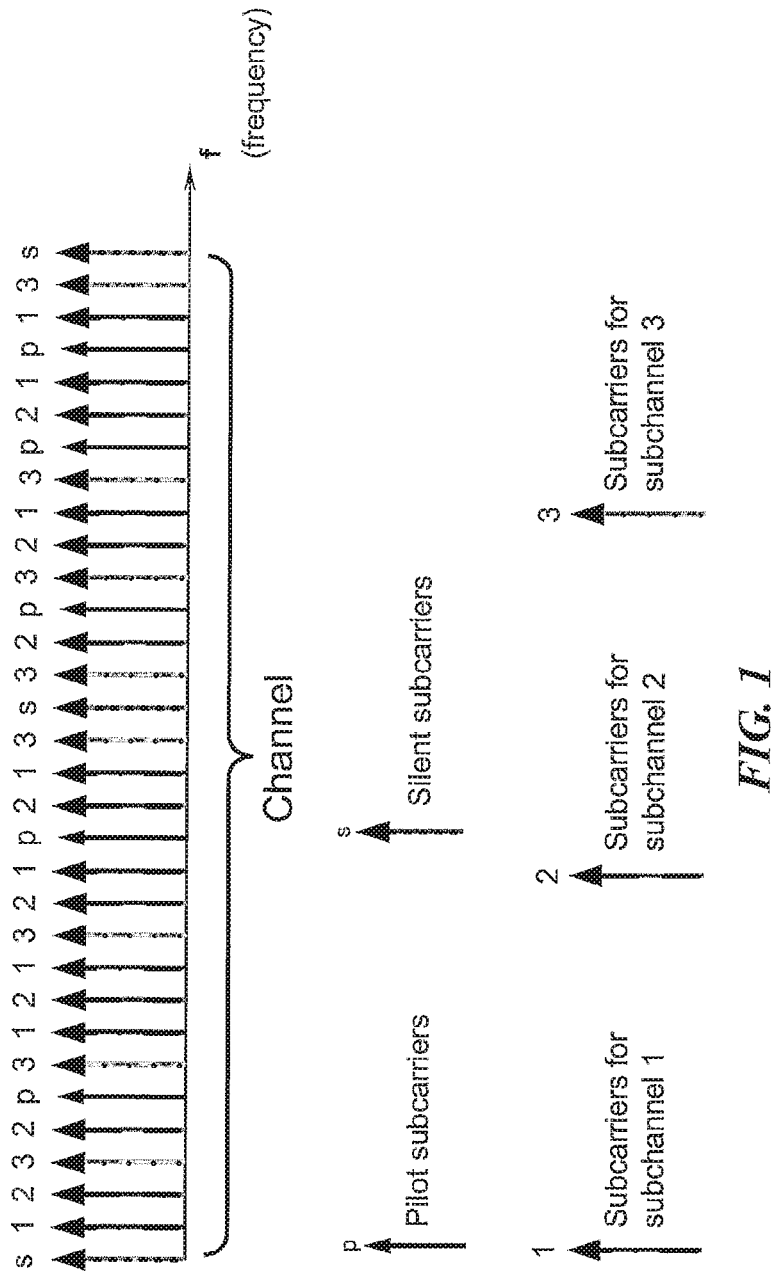 s 1 2 3 2 p 3 1 2 1 3 2 1 p 2 1 3 s 3 2 p 3 2 1 3 p 2 1 p 1 3 s
f
(frequency)
Channel
p
Pilot subcarriers
s
Silent subcarriers
1
Subcarriers for
subchannel 1
2
Subcarriers for
subchannel 2
3
Subcarriers for
subchannel 3
FIG. 1